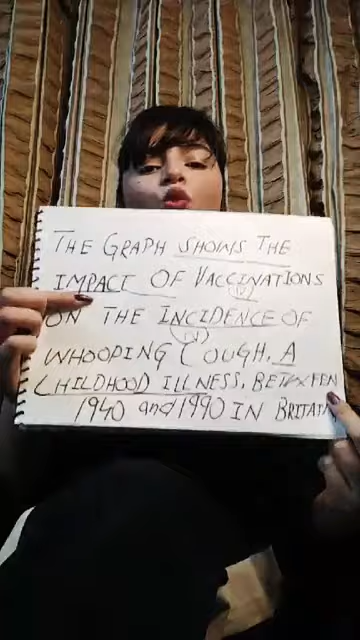 THE GRAPH SHOWS THE
IMPACT OF VACCINATIONS
ON THE INCIDENCE OF
WHOOPING COUGH, A
CHILDHOOD ILLNESS, BETWEEN
1940 and 1990 IN BRITAIN